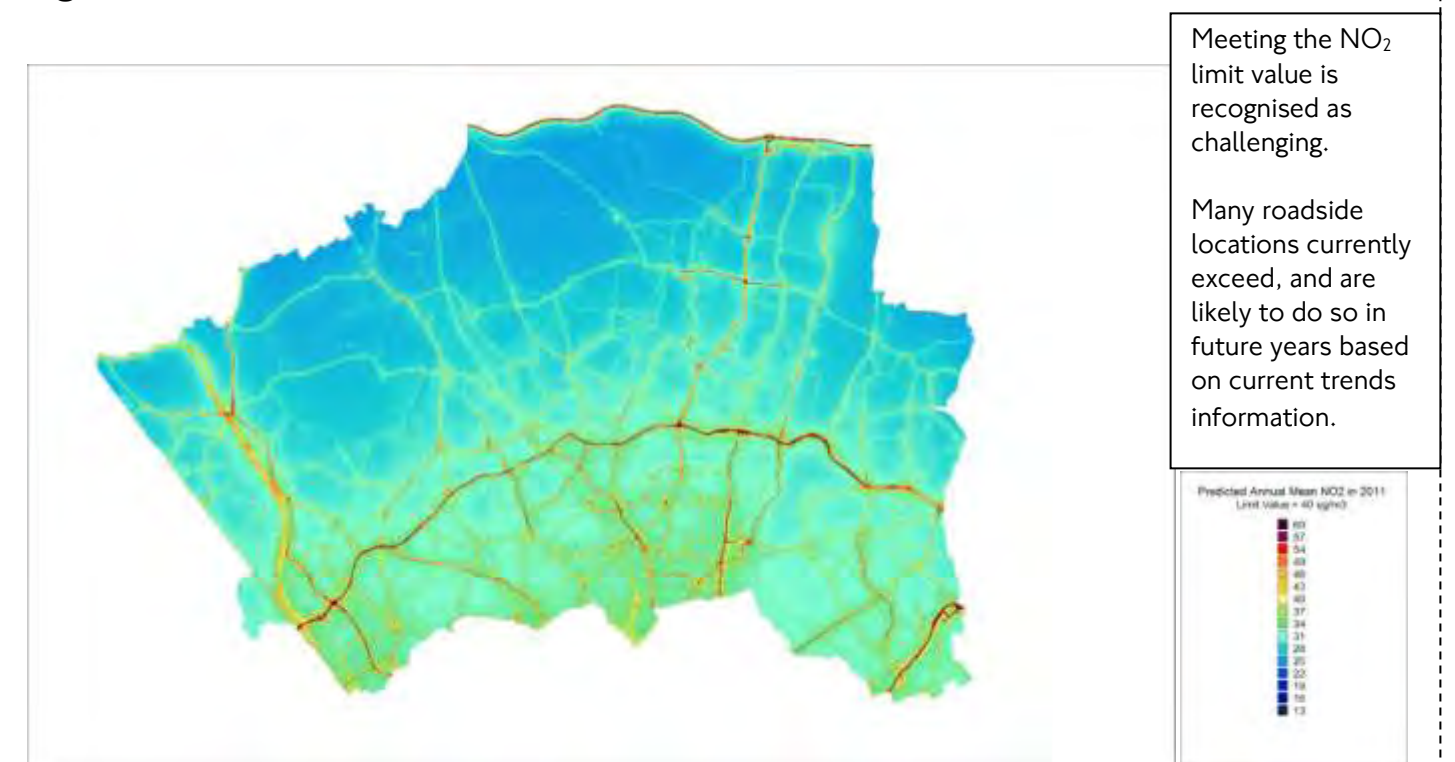 Meeting the NO₂
limit value is
recognised as
challenging.
Many roadside
locations currently
exceed, and are
likely to do so in
future years based
on current trends
information.
Predicted Annual Mean NO2 in 2011
Limit value = 40 ug/m3
60
57
54
49
46
43
40
37
34
31
28
25
22
19
16
13